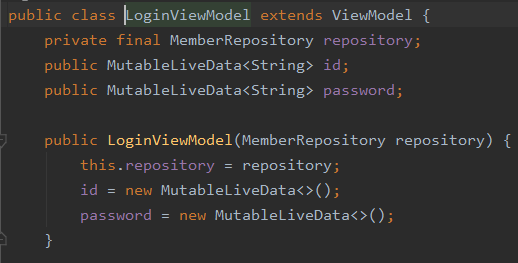 public class LoginViewModel extends ViewModel {
private final MemberRepository repository;
public MutableLiveData<String> id;
public MutableLiveData<String> password;
public LoginViewModel(MemberRepository repository) {
this.repository = repository;
id = new MutableLiveData<>();
password = new MutableLiveData<>();
}